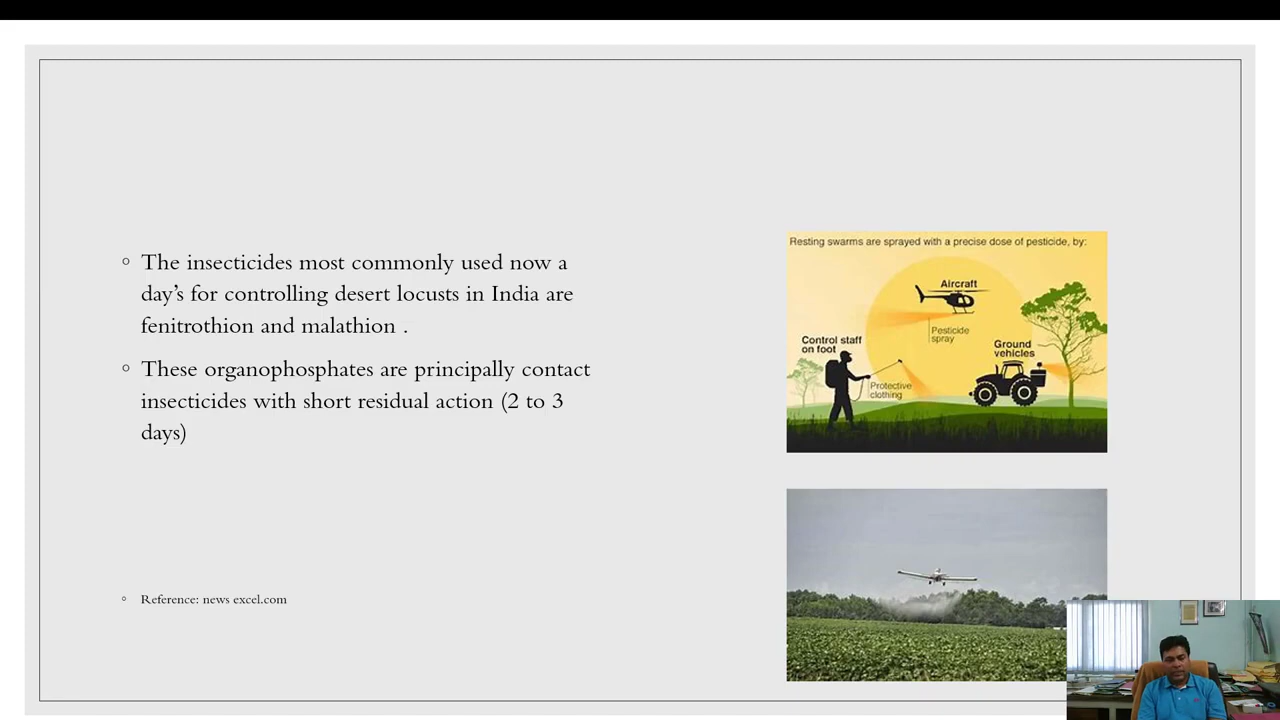 The insecticides most commonly used now a
day’s for controlling desert locusts in India are
fenitrothion and malathion .
These organophosphates are principally contact
insecticides with short residual action (2 to 3
days)
Reference: news excel.com
Resting swarms are sprayed with a precise dose of pesticide, by:
Aircraft
Pesticide
spray
Control staff
on foot
Ground
vehicles
Protective
clothing